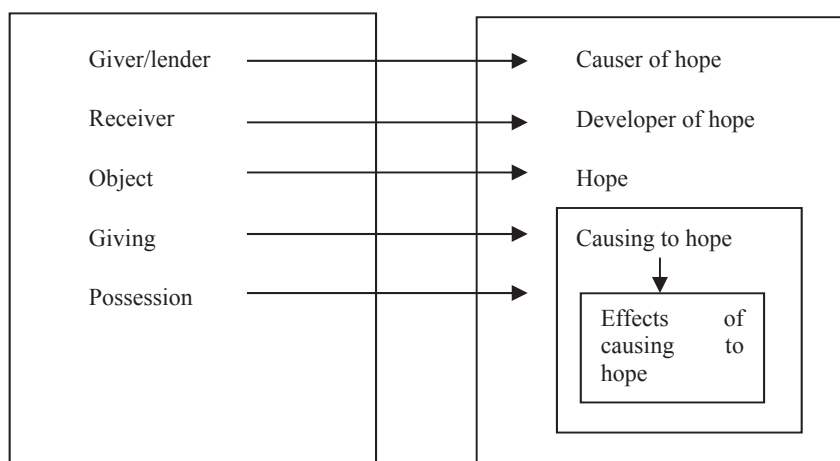 Giver/lender
Causer of hope
Receiver
Developer of hope
Object
Hope
Giving
Causing to hope
Possession
Effects of
causing to
hope